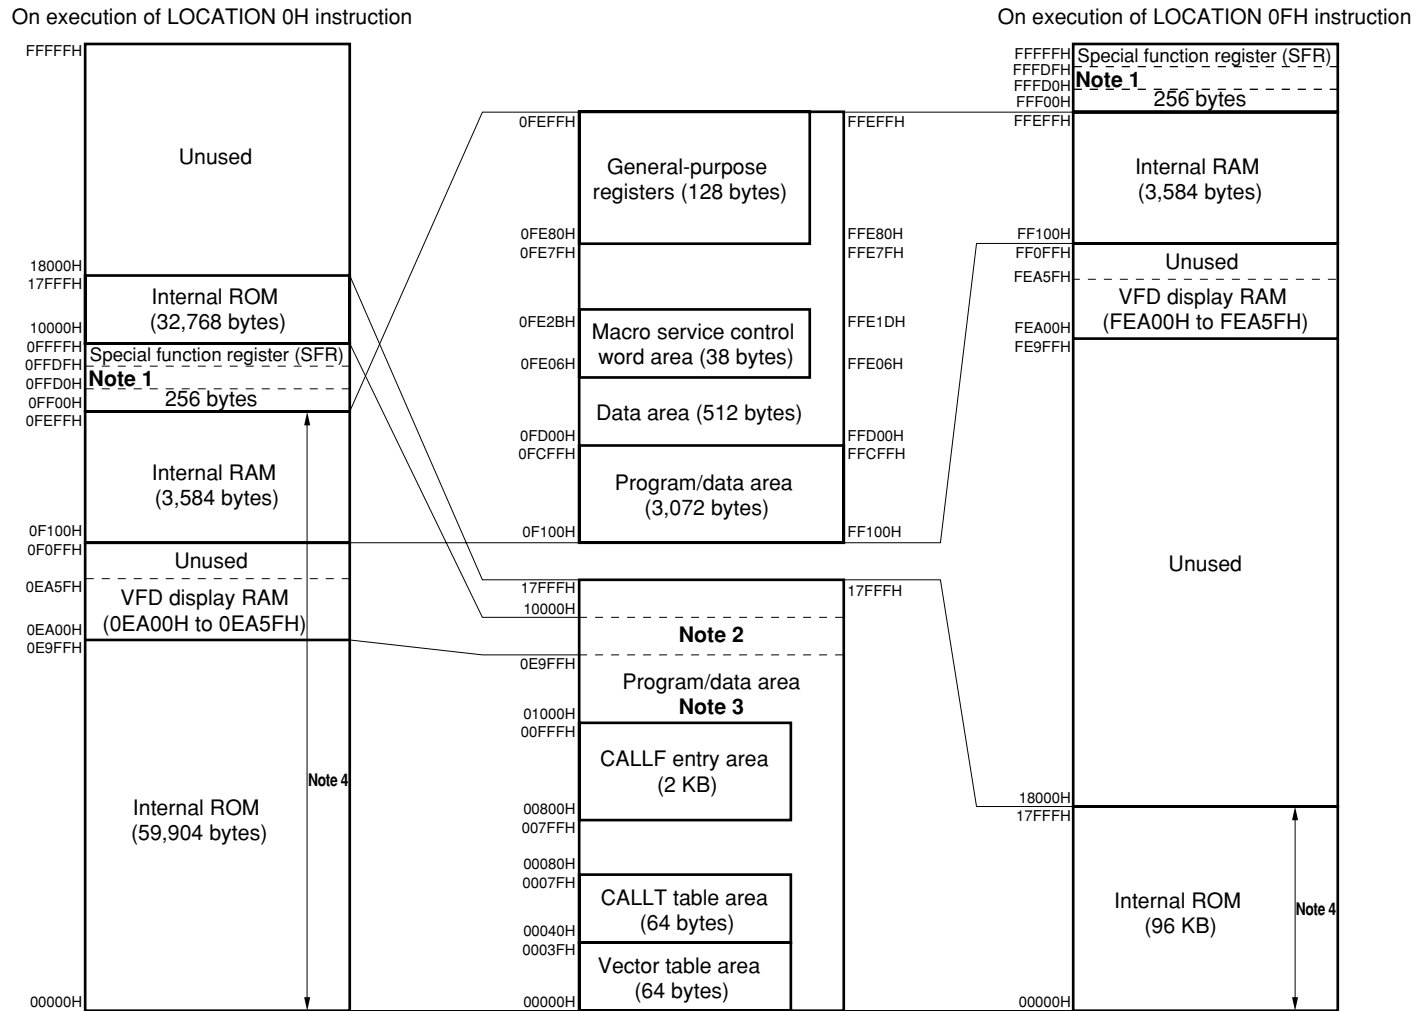 On execution of LOCATION 0H instruction
FFFFFH
Unused
18000H
17FFFH
Internal ROM
(32,768 bytes)
10000H
0FFFFH
Special function register (SFR)
0FFDFH
0FFD0H
Note 1
0FF00H
256 bytes
0FEFFH
Internal RAM
(3,584 bytes)
0F100H
0F0FFH
Unused
0EA5FH
VFD display RAM
(0EA00H to 0EA5FH)
0EA00H
0E9FFH
Note 4
Internal ROM
(59,904 bytes)
00000H
0FEFFH
FFEFFH
General-purpose
registers (128 bytes)
0FE80H
FFE80H
0FE7FH
FFE7FH
0FE2BH
FFE1DH
Macro service control
word area (38 bytes)
0FE06H
FFE06H
Data area (512 bytes)
0FD00H
FFD00H
0FCFFH
FFCFFH
Program/data area
(3,072 bytes)
0F100H
FF100H
17FFFH
17FFFH
10000H
Note 2
0E9FFH
Program/data area
Note 3
01000H
00FFFH
CALLF entry area
(2 KB)
00800H
007FFH
00080H
0007FH
CALLT table area
(64 bytes)
00040H
0003FH
Vector table area
(64 bytes)
00000H
On execution of LOCATION 0FH instruction
FFFFFH
Special function register (SFR)
FFFDFH
Note 1
FFFD0H
FFF00H
256 bytes
FFEFFH
Internal RAM
(3,584 bytes)
FF100H
FF0FFH
Unused
FEA5FH
VFD display RAM
(FEA00H to FEA5FH)
FEA00H
FE9FFH
Unused
18000H
17FFFH
Internal ROM
(96 KB)
Note 4
00000H